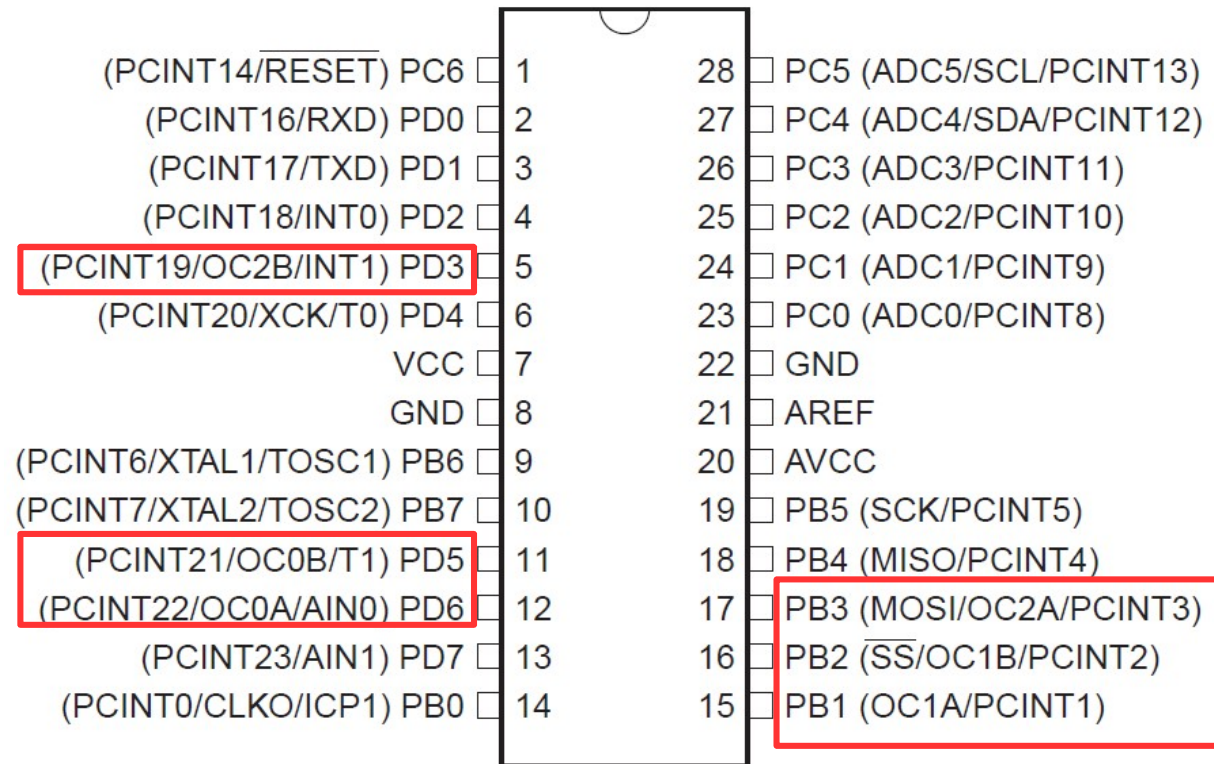 (PCINT14/RESET) PC6 1 28 PC5 (ADC5/SCL/PCINT13)
(PCINT16/RXD) PD0 2 27 PC4 (ADC4/SDA/PCINT12)
(PCINT17/TXD) PD1 3 26 PC3 (ADC3/PCINT11)
(PCINT18/INT0) PD2 4 25 PC2 (ADC2/PCINT10)
(PCINT19/OC2B/INT1) PD3 5 24 PC1 (ADC1/PCINT9)
(PCINT20/XCK/T0) PD4 6 23 PC0 (ADC0/PCINT8)
VCC 7 22 GND
GND 8 21 AREF
(PCINT6/XTAL1/TOSC1) PB6 9 20 AVCC
(PCINT7/XTAL2/TOSC2) PB7 10 19 PB5 (SCK/PCINT5)
(PCINT21/OC0B/T1) PD5 11 18 PB4 (MISO/PCINT4)
(PCINT22/OC0A/AIN0) PD6 12 17 PB3 (MOSI/OC2A/PCINT3)
(PCINT23/AIN1) PD7 13 16 PB2 (SS/OC1B/PCINT2)
(PCINT0/CLKO/ICP1) PB0 14 15 PB1 (OC1A/PCINT1)